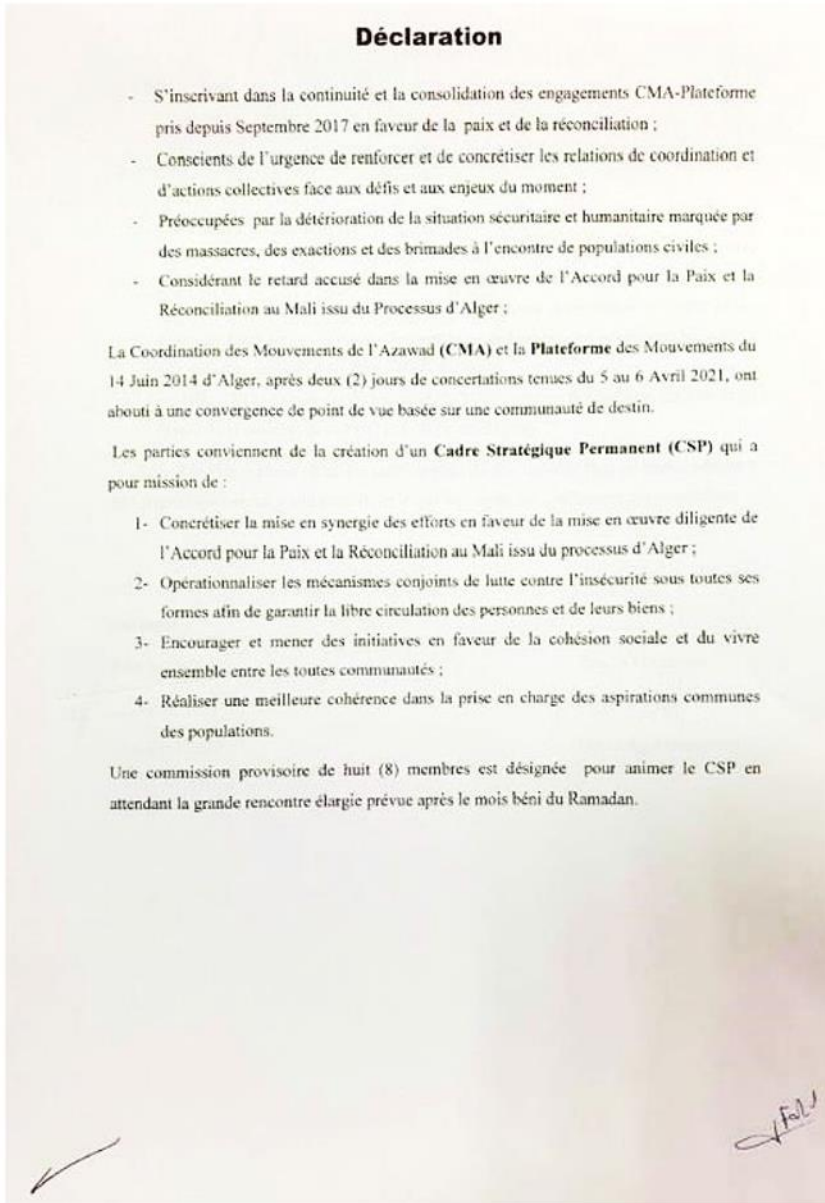 Déclaration
- S'inscrivant dans la continuité et la consolidation des engagements CMA-Plateforme
pris depuis Septembre 2017 en faveur de la paix et de la réconciliation ;
- Conscients de l'urgence de renforcer et de concrétiser les relations de coordination et
d'actions collectives face aux défis et aux enjeux du moment ;
- Préoccupées par la détérioration de la situation sécuritaire et humanitaire marquée par
des massacres, des exactions et des brimades à l'encontre de populations civiles ;
- Considérant le retard accusé dans la mise en œuvre de l'Accord pour la Paix et la
Réconciliation au Mali issu du Processus d'Alger ;
La Coordination des Mouvements de l'Azawad (CMA) et la Plateforme des Mouvements du
14 Juin 2014 d'Alger, après deux (2) jours de concertations tenues du 5 au 6 Avril 2021, ont
abouti à une convergence de point de vue basée sur une communauté de destin.
Les parties conviennent de la création d'un Cadre Stratégique Permanent (CSP) qui a
pour mission de :
1- Concrétiser la mise en synergie des efforts en faveur de la mise en œuvre diligente de
l'Accord pour la Paix et la Réconciliation au Mali issu du processus d'Alger ;
2- Opérationnaliser les mécanismes conjoints de lutte contre l'insécurité sous toutes ses
formes afin de garantir la libre circulation des personnes et de leurs biens ;
3- Encourager et mener des initiatives en faveur de la cohésion sociale et du vivre
ensemble entre les toutes communautés ;
4- Réaliser une meilleure cohérence dans la prise en charge des aspirations communes
des populations.
Une commission provisoire de huit (8) membres est désignée pour animer le CSP en
attendant la grande rencontre élargie prévue après le mois béni du Ramadan.